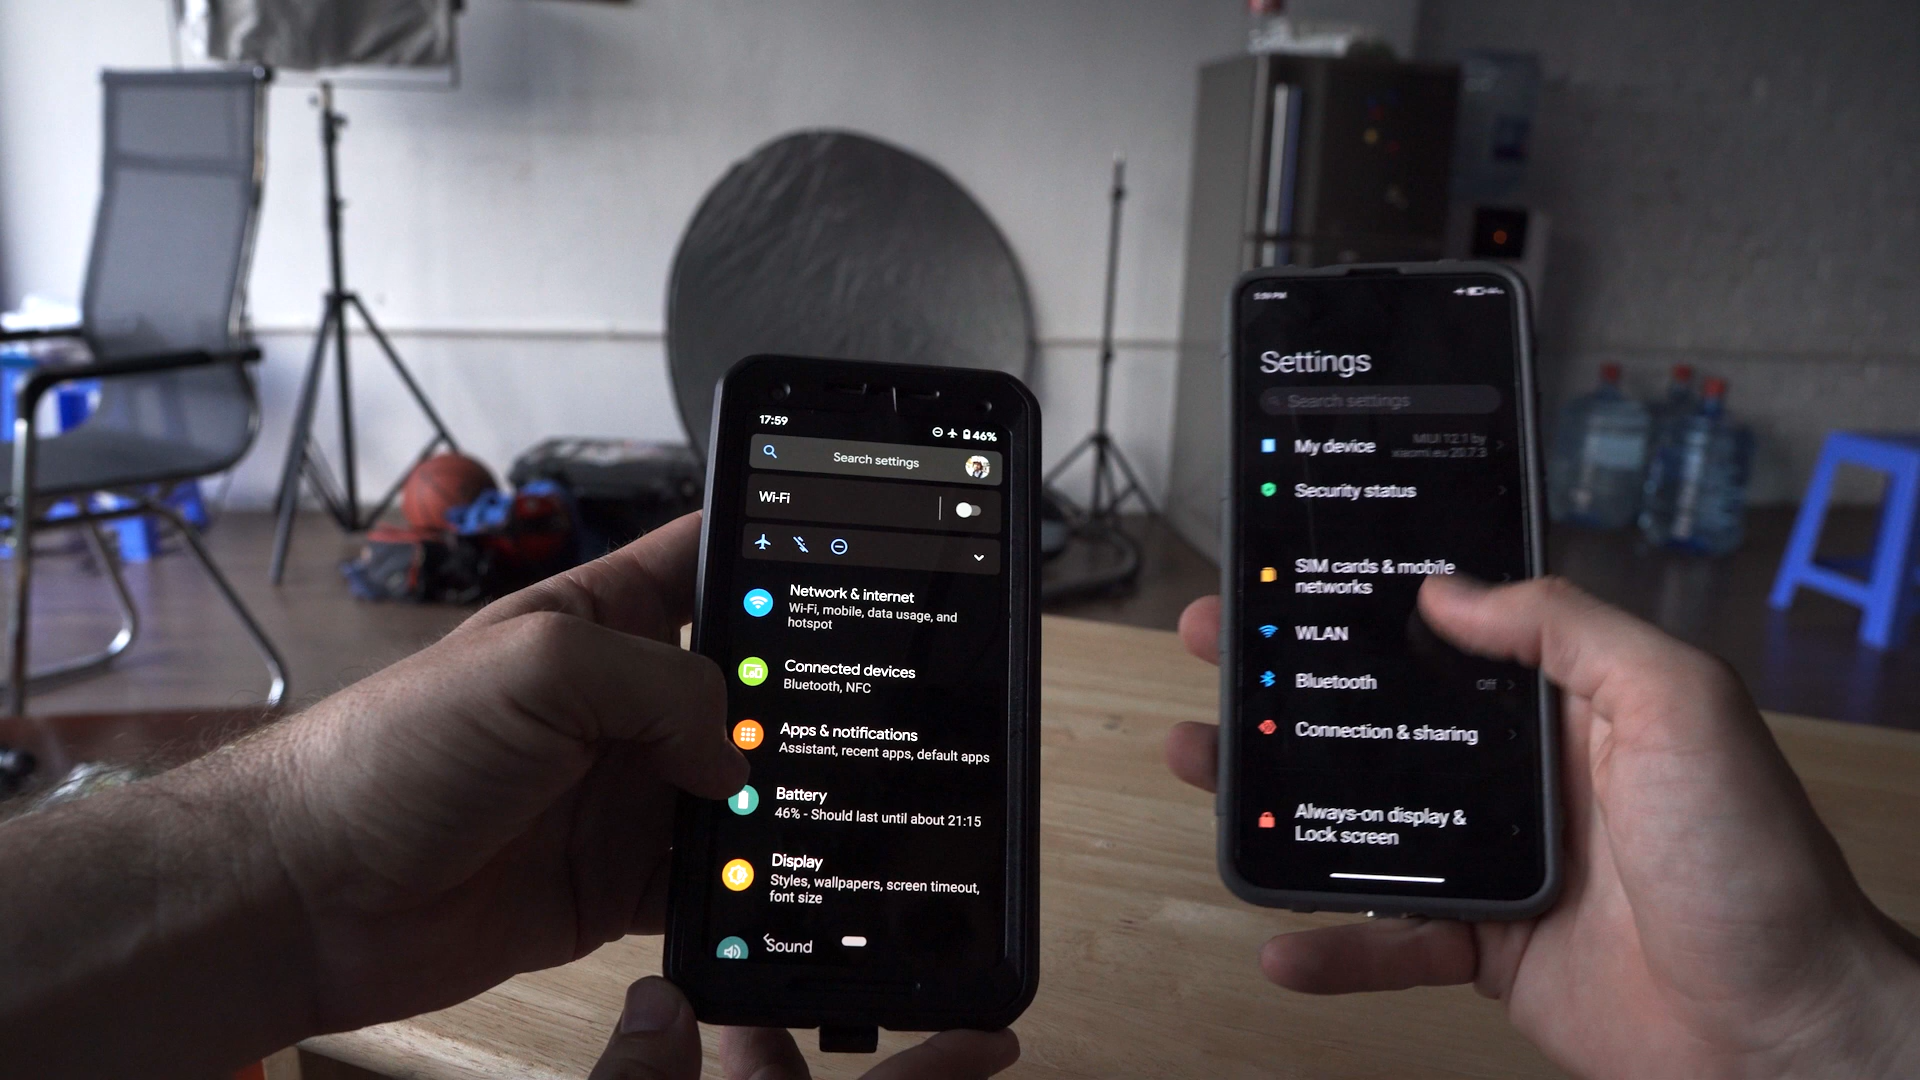 17:59
46%
Search settings
Wi-Fi
Network & internet
Wi-Fi, mobile, data usage, and
hotspot
Connected devices
Bluetooth, NFC
Apps & notifications
Assistant, recent apps, default apps
Battery
46% - Should last until about 21:15
Display
Styles, wallpapers, screen timeout,
font size
Sound
5:59 PM
Settings
Search settings
My device
MIUI 12.1 by
xiaomi.eu 20.7.3
Security status
SIM cards & mobile
networks
WLAN
Bluetooth
Off
Connection & sharing
Always-on display &
Lock screen